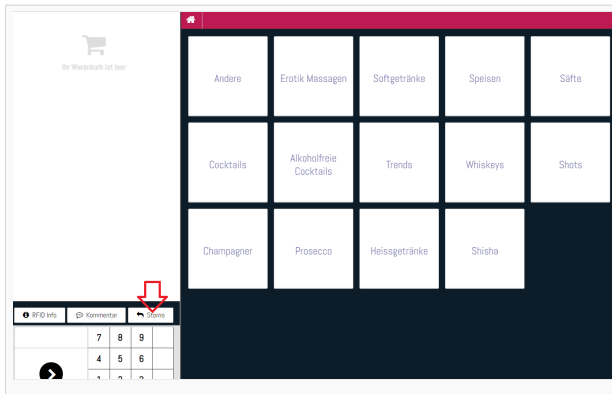 Ihr Warenkorb ist leer
Andere
Erotik Massagen
Softgetränke
Speisen
Säfte
Cocktails
Alkoholfreie
Cocktails
Trends
Whiskeys
Shots
Champagner
Prosecco
Heissgetränke
Shisha
RFID Info
Kommentar
Storno
7 8 9
4 5 6